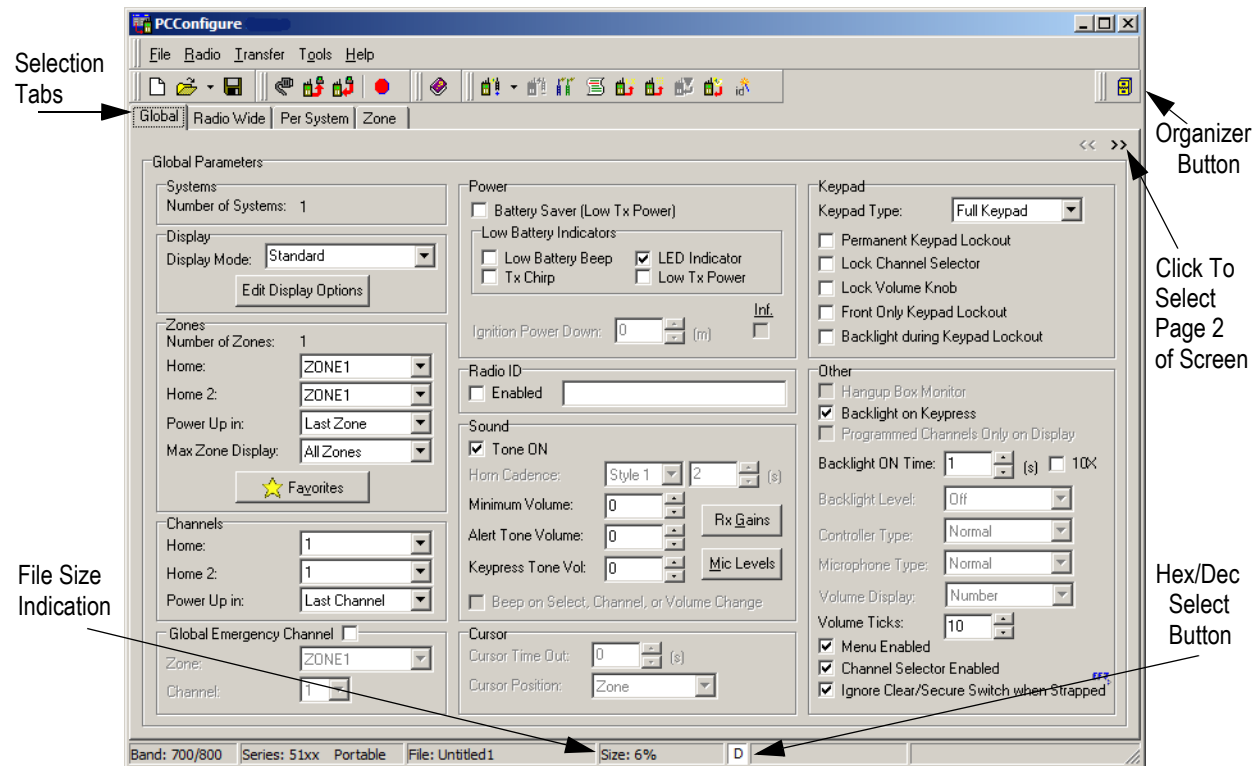 PCConfigure
File Radio Transfer Tools Help
Selection
Tabs
Global Radio Wide Per System Zone
Organizer
Button
<< >>
Global Parameters
Systems
Number of Systems: 1
Display
Display Mode: Standard
Edit Display Options
Zones
Number of Zones: 1
Home: ZONE1
Home 2: ZONE1
Power Up in: Last Zone
Max Zone Display: All Zones
Favorites
Channels
Home: 1
Home 2: 1
Power Up in: Last Channel
Global Emergency Channel
Zone: ZONE1
Channel: 1
Power
Battery Saver (Low Tx Power)
Low Battery Indicators
Low Battery Beep LED Indicator
Tx Chirp Low Tx Power
Inf.
Ignition Power Down: 0 (m)
Radio ID
Enabled
Sound
Tone ON
Horn Cadence: Style 1 2 (s)
Minimum Volume: 0
Rx Gains
Alert Tone Volume: 0
Keypress Tone Vol: 0
Mic Levels
Beep on Select, Channel, or Volume Change
Cursor
Cursor Time Out: 0 (s)
Cursor Position: Zone
Keypad
Keypad Type: Full Keypad
Permanent Keypad Lockout
Lock Channel Selector
Lock Volume Knob
Front Only Keypad Lockout
Backlight during Keypad Lockout
Other
Hangup Box Monitor
Backlight on Keypress
Programmed Channels Only on Display
Backlight ON Time: 1 (s) 10X
Backlight Level: Off
Controller Type: Normal
Microphone Type: Normal
Volume Display: Number
Volume Ticks: 10
Menu Enabled
Channel Selector Enabled
Ignore Clear/Secure Switch when Strapped
Click To
Select
Page 2
of Screen
File Size
Indication
Hex/Dec
Select
Button
Band: 700/800 Series: 51xx Portable File: Untitled1 Size: 6% D